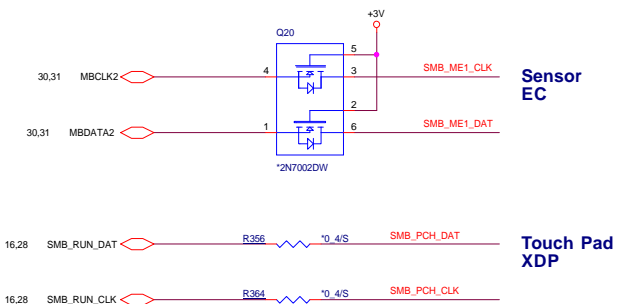 +3V
Q20
5
30,31 MBCLK2 4 3 SMB_ME1_CLK Sensor
EC
2
30,31 MBDATA2 1 6 SMB_ME1_DAT
*2N7002DW
16,28 SMB_RUN_DAT R356 *0_4/S SMB_PCH_DAT Touch Pad
XDP
16,28 SMB_RUN_CLK R364 *0_4/S SMB_PCH_CLK